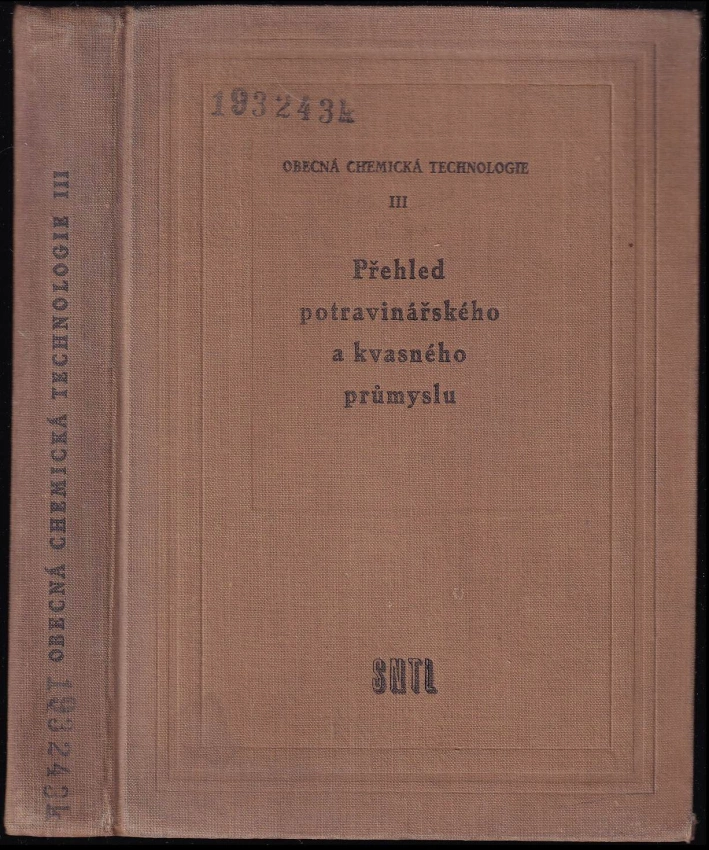 193243k
OBECNÁ CHEMICKÁ TECHNOLOGIE
III
Přehled
potravinářského
a kvasného
průmyslu
SNTL
OBECNÁ CHEMICKÁ TECHNOLOGIE III
193243k